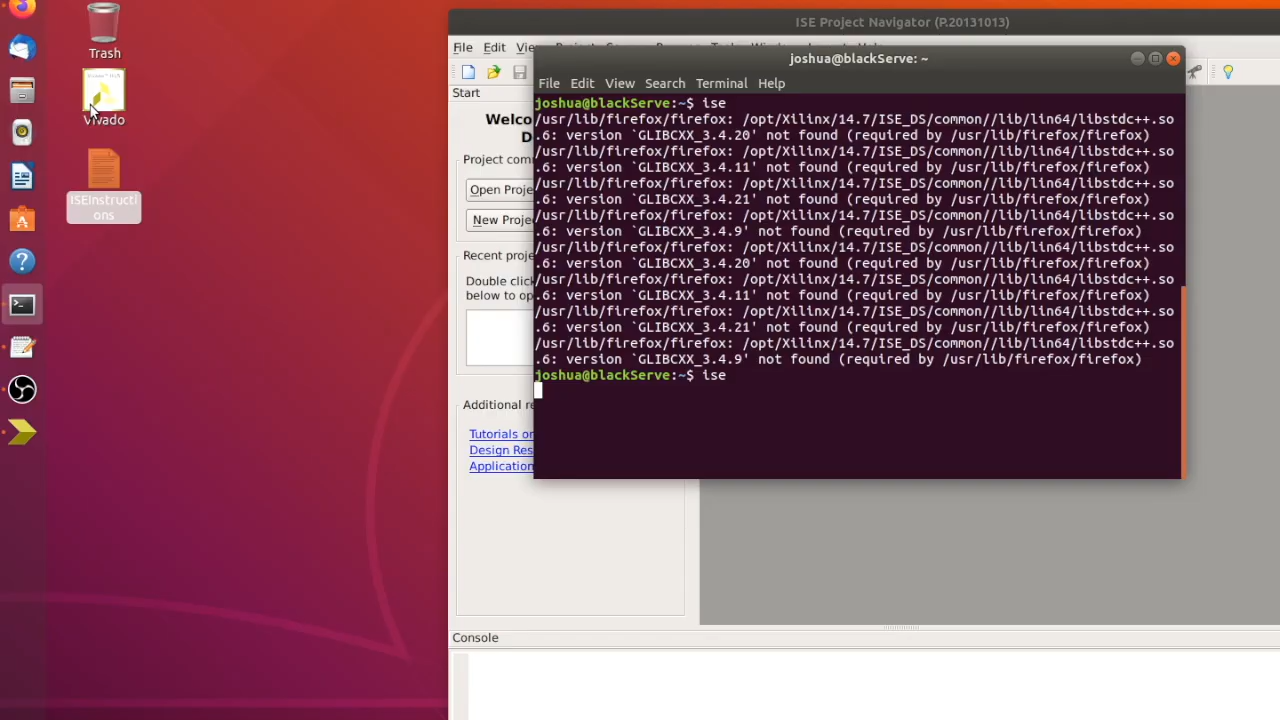 Trash
Vivado
ISEInstructi
ons
ISE Project Navigator (P.20131013)
File Edit
Start
Project com
Open Proje
New Proje
Recent proje
Double click
below to op
Additional re
Tutorials on
Design Res
Application
Console
joshua@blackServe: ~
File Edit View Search Terminal Help
joshua@blackServe:~$ ise
/usr/lib/firefox/firefox: /opt/Xilinx/14.7/ISE_DS/common//lib/lin64/libstdc++.so
.6: version `GLIBCXX_3.4.20' not found (required by /usr/lib/firefox/firefox)
/usr/lib/firefox/firefox: /opt/Xilinx/14.7/ISE_DS/common//lib/lin64/libstdc++.so
.6: version `GLIBCXX_3.4.11' not found (required by /usr/lib/firefox/firefox)
/usr/lib/firefox/firefox: /opt/Xilinx/14.7/ISE_DS/common//lib/lin64/libstdc++.so
.6: version `GLIBCXX_3.4.21' not found (required by /usr/lib/firefox/firefox)
/usr/lib/firefox/firefox: /opt/Xilinx/14.7/ISE_DS/common//lib/lin64/libstdc++.so
.6: version `GLIBCXX_3.4.9' not found (required by /usr/lib/firefox/firefox)
/usr/lib/firefox/firefox: /opt/Xilinx/14.7/ISE_DS/common//lib/lin64/libstdc++.so
.6: version `GLIBCXX_3.4.20' not found (required by /usr/lib/firefox/firefox)
/usr/lib/firefox/firefox: /opt/Xilinx/14.7/ISE_DS/common//lib/lin64/libstdc++.so
.6: version `GLIBCXX_3.4.11' not found (required by /usr/lib/firefox/firefox)
/usr/lib/firefox/firefox: /opt/Xilinx/14.7/ISE_DS/common//lib/lin64/libstdc++.so
.6: version `GLIBCXX_3.4.21' not found (required by /usr/lib/firefox/firefox)
/usr/lib/firefox/firefox: /opt/Xilinx/14.7/ISE_DS/common//lib/lin64/libstdc++.so
.6: version `GLIBCXX_3.4.9' not found (required by /usr/lib/firefox/firefox)
joshua@blackServe:~$ ise